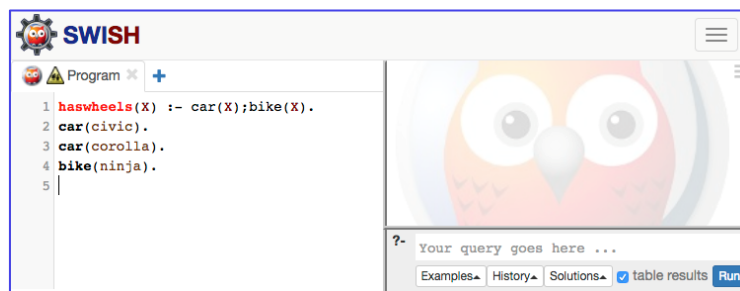 SWISH
Program
1 haswheels(X) :- car(X);bike(X).
2 car(civic).
3 car(corolla).
4 bike(ninja).
5
?- Your query goes here ...
Examples History Solutions table results Run